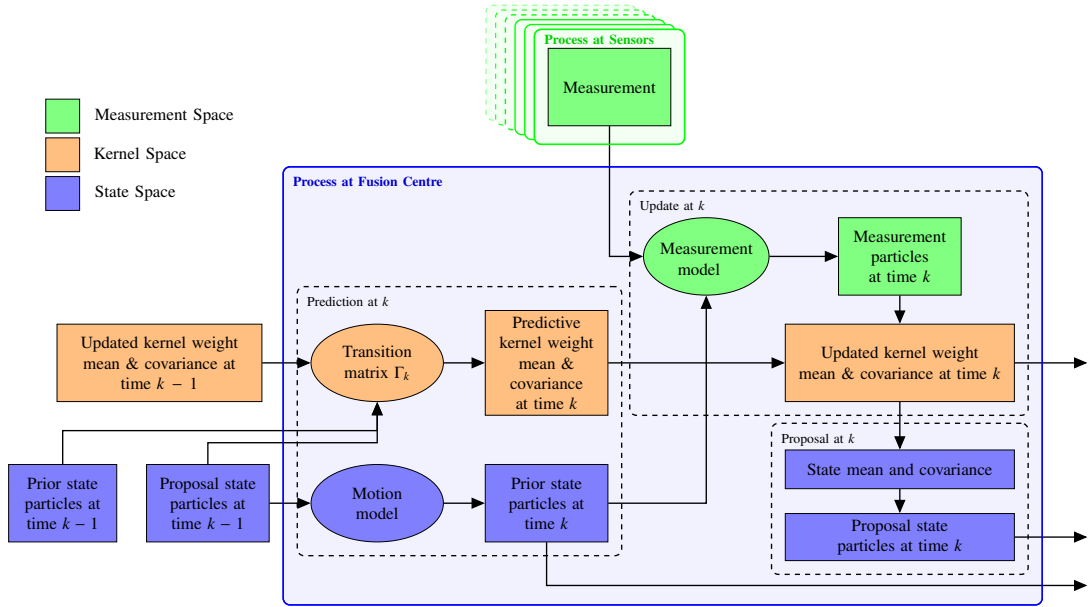 Process at Sensors
Measurement
Measurement Space
Kernel Space
State Space
Process at Fusion Centre
Update at k
Measurement
model
Measurement
particles
at time k
Prediction at k
Updated kernel weight
mean & covariance at
time k − 1
Transition
matrix Γₖ
Predictive
kernel weight
mean &
covariance
at time k
Updated kernel weight
mean & covariance at time k
Proposal at k
Prior state
particles at
time k − 1
Proposal state
particles at
time k − 1
Motion
model
Prior state
particles at
time k
State mean and covariance
Proposal state
particles at time k